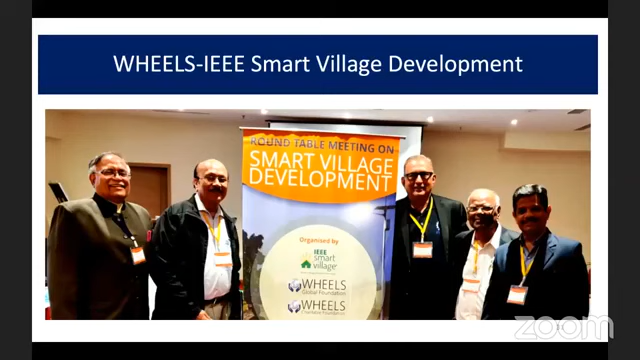 WHEELS-IEEE Smart Village Development
ROUND TABLE MEETING ON
SMART VILLAGE
DEVELOPMENT
Organised by
IEEE
smart
village
WHEELS
Global Foundation
WHEELS
Charitable Foundation
zoom